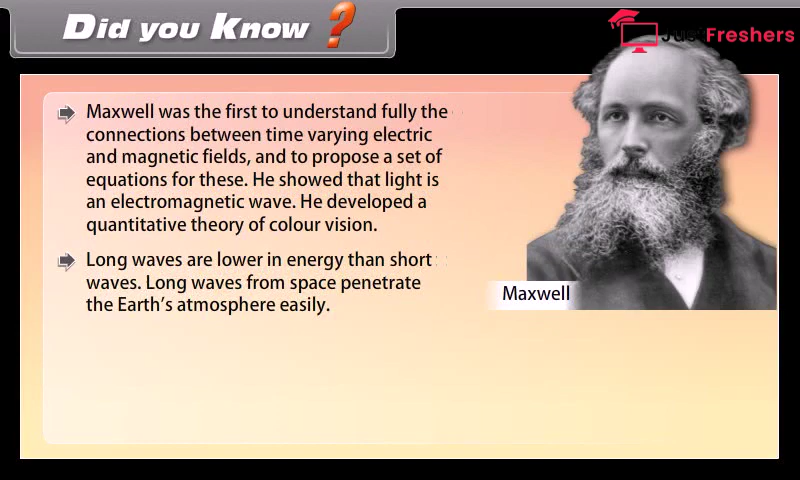 Did you Know ?
Just Freshers
Maxwell was the first to understand fully the
connections between time varying electric
and magnetic fields, and to propose a set of
equations for these. He showed that light is
an electromagnetic wave. He developed a
quantitative theory of colour vision.
Long waves are lower in energy than short
waves. Long waves from space penetrate
the Earth's atmosphere easily.
Maxwell